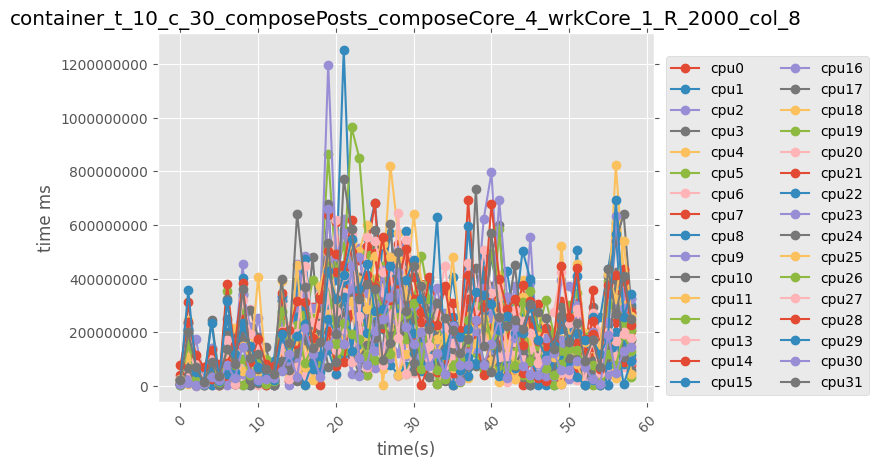 container_t_10_c_30_composePosts_composeCore_4_wrkCore_1_R_2000_col_8
time ms
1200000000
1000000000
800000000
600000000
400000000
200000000
0
0
10
20
30
40
50
60
time(s)
cpu0
cpu1
cpu2
cpu3
cpu4
cpu5
cpu6
cpu7
cpu8
cpu9
cpu10
cpu11
cpu12
cpu13
cpu14
cpu15
cpu16
cpu17
cpu18
cpu19
cpu20
cpu21
cpu22
cpu23
cpu24
cpu25
cpu26
cpu27
cpu28
cpu29
cpu30
cpu31